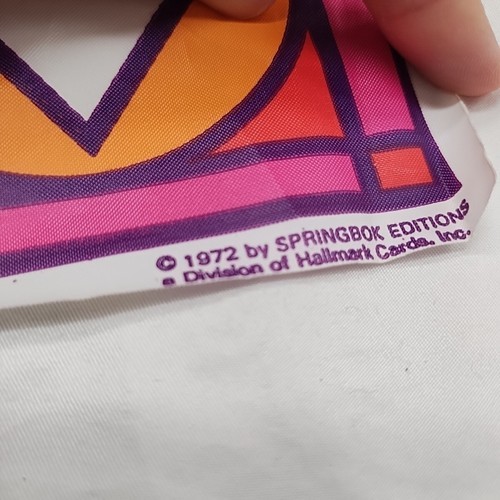 © 1972 by SPRINGBOK EDITIONS
a Division of Hallmark Cards, Inc.